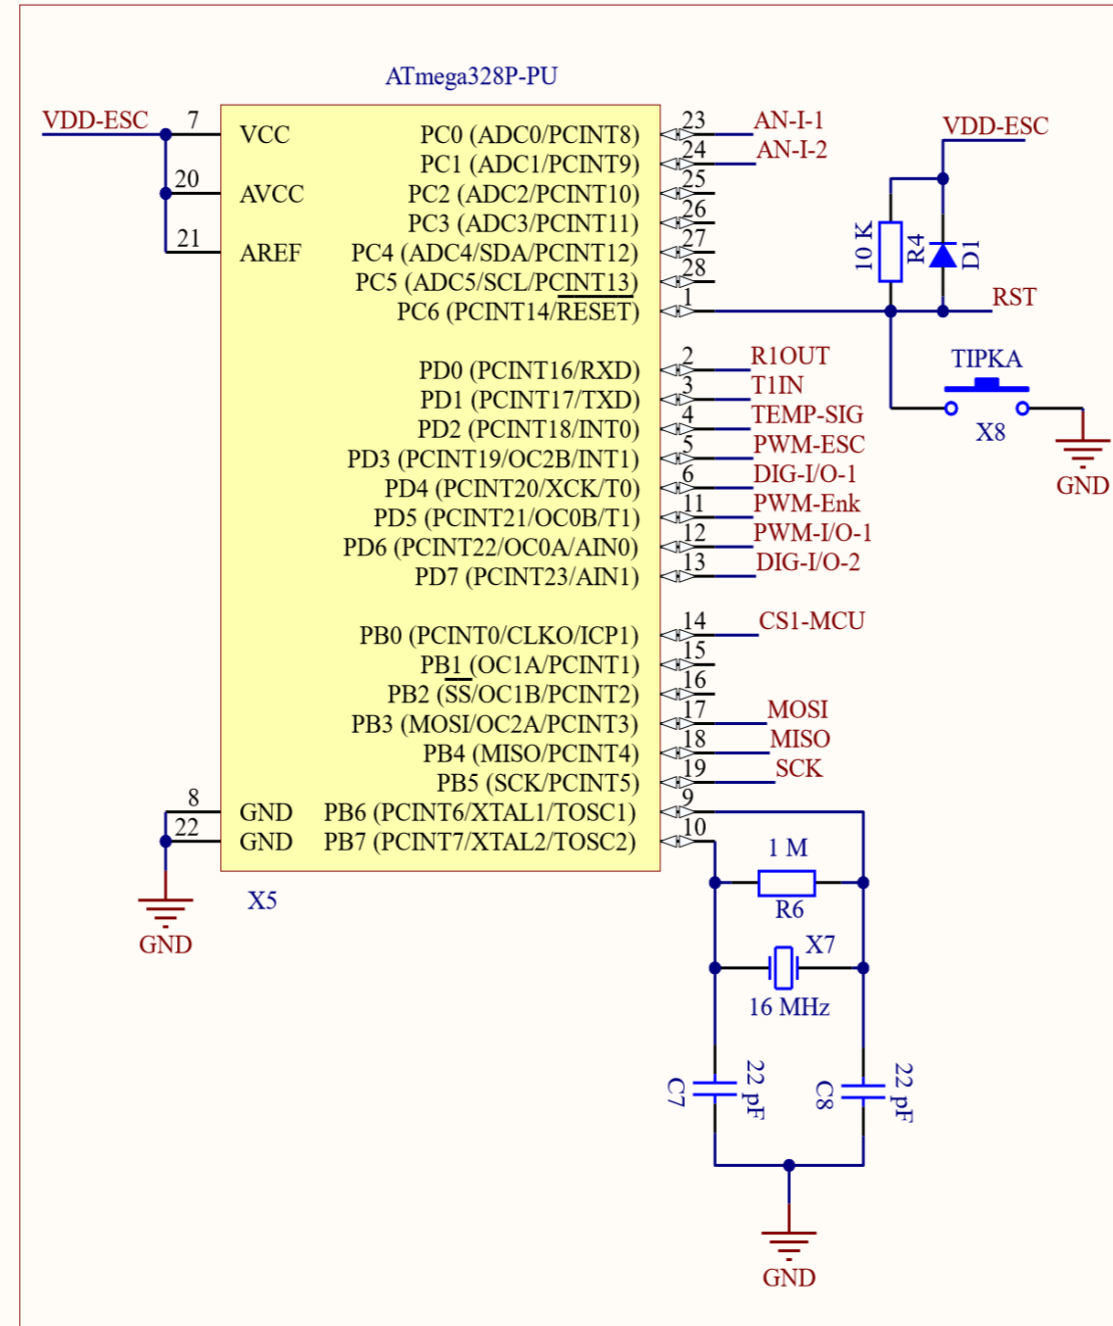 ATmega328P-PU
VDD-ESC
7
VCC
20
AVCC
21
AREF
8
GND
22
GND
GND
X5
PC0 (ADC0/PCINT8)
23
AN-I-1
PC1 (ADC1/PCINT9)
24
AN-I-2
PC2 (ADC2/PCINT10)
25
PC3 (ADC3/PCINT11)
26
PC4 (ADC4/SDA/PCINT12)
27
PC5 (ADC5/SCL/PCINT13)
28
PC6 (PCINT14/RESET)
1
PD0 (PCINT16/RXD)
2
R1OUT
PD1 (PCINT17/TXD)
3
T1IN
PD2 (PCINT18/INT0)
4
TEMP-SIG
PD3 (PCINT19/OC2B/INT1)
5
PWM-ESC
PD4 (PCINT20/XCK/T0)
6
DIG-I/O-1
PD5 (PCINT21/OC0B/T1)
11
PWM-Enk
PD6 (PCINT22/OC0A/AIN0)
12
PWM-I/O-1
PD7 (PCINT23/AIN1)
13
DIG-I/O-2
PB0 (PCINT0/CLKO/ICP1)
14
CS1-MCU
PB1 (OC1A/PCINT1)
15
PB2 (SS/OC1B/PCINT2)
16
PB3 (MOSI/OC2A/PCINT3)
17
MOSI
PB4 (MISO/PCINT4)
18
MISO
PB5 (SCK/PCINT5)
19
SCK
PB6 (PCINT6/XTAL1/TOSC1)
9
PB7 (PCINT7/XTAL2/TOSC2)
10
VDD-ESC
10 K
R4
D1
RST
TIPKA
X8
GND
1 M
R6
X7
16 MHz
C7
22 pF
C8
22 pF
GND